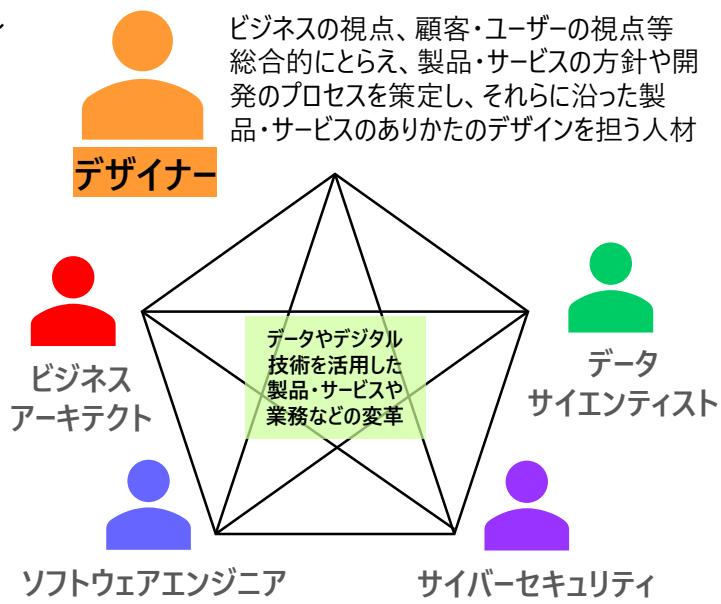 ビジネスの視点、顧客・ユーザーの視点等
総合的にとらえ、製品・サービスの方針や開
発のプロセスを策定し、それらに沿った製
品・サービスのありかたのデザインを担う人材
デザイナー
データやデジタル
技術を活用した
製品・サービスや
業務などの変革
ビジネス
アーキテクト
データ
サイエンティスト
ソフトウェアエンジニア
サイバーセキュリティ